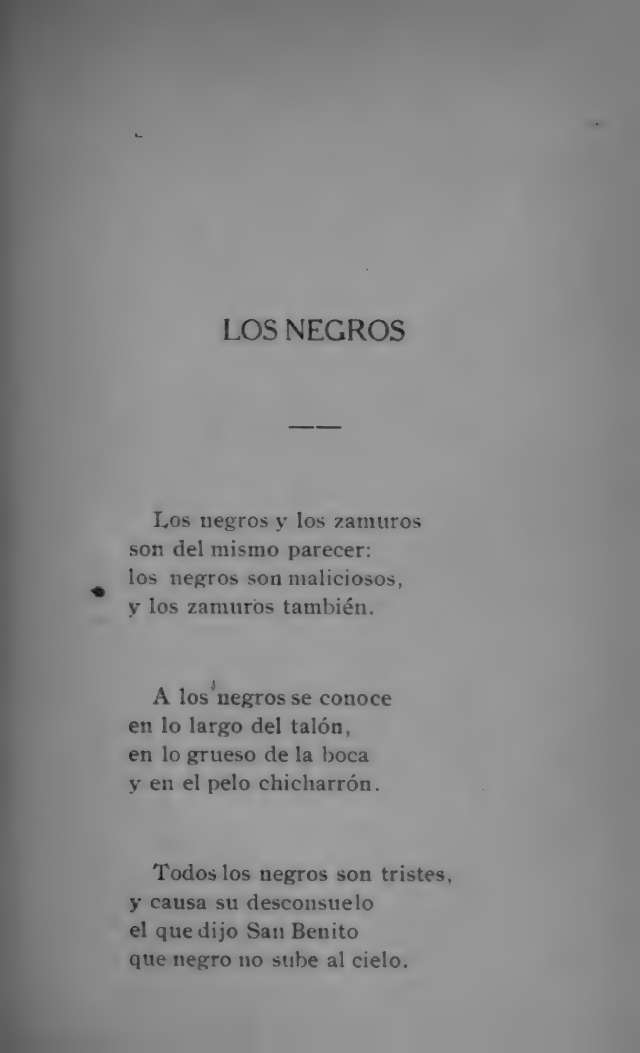 LOS NEGROS
Los negros y los zamuros
son del mismo parecer:
los negros son maliciosos,
y los zamuros también.
A los negros se conoce
en lo largo del talón,
en lo grueso de la boca
y en el pelo chicharrón.
Todos los negros son tristes,
y causa su desconsuelo
el que dijo San Benito
que negro no sube al cielo.